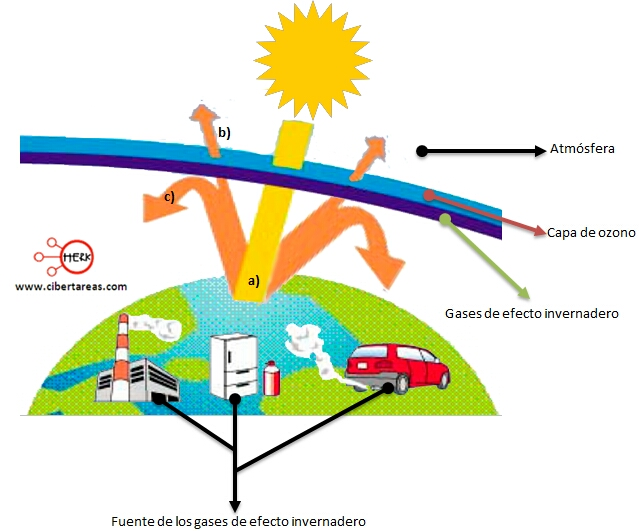 b)
Atmósfera
c)
Capa de ozono
HERK
www.cibertareas.com
a)
Gases de efecto invernadero
Fuente de los gases de efecto invernadero